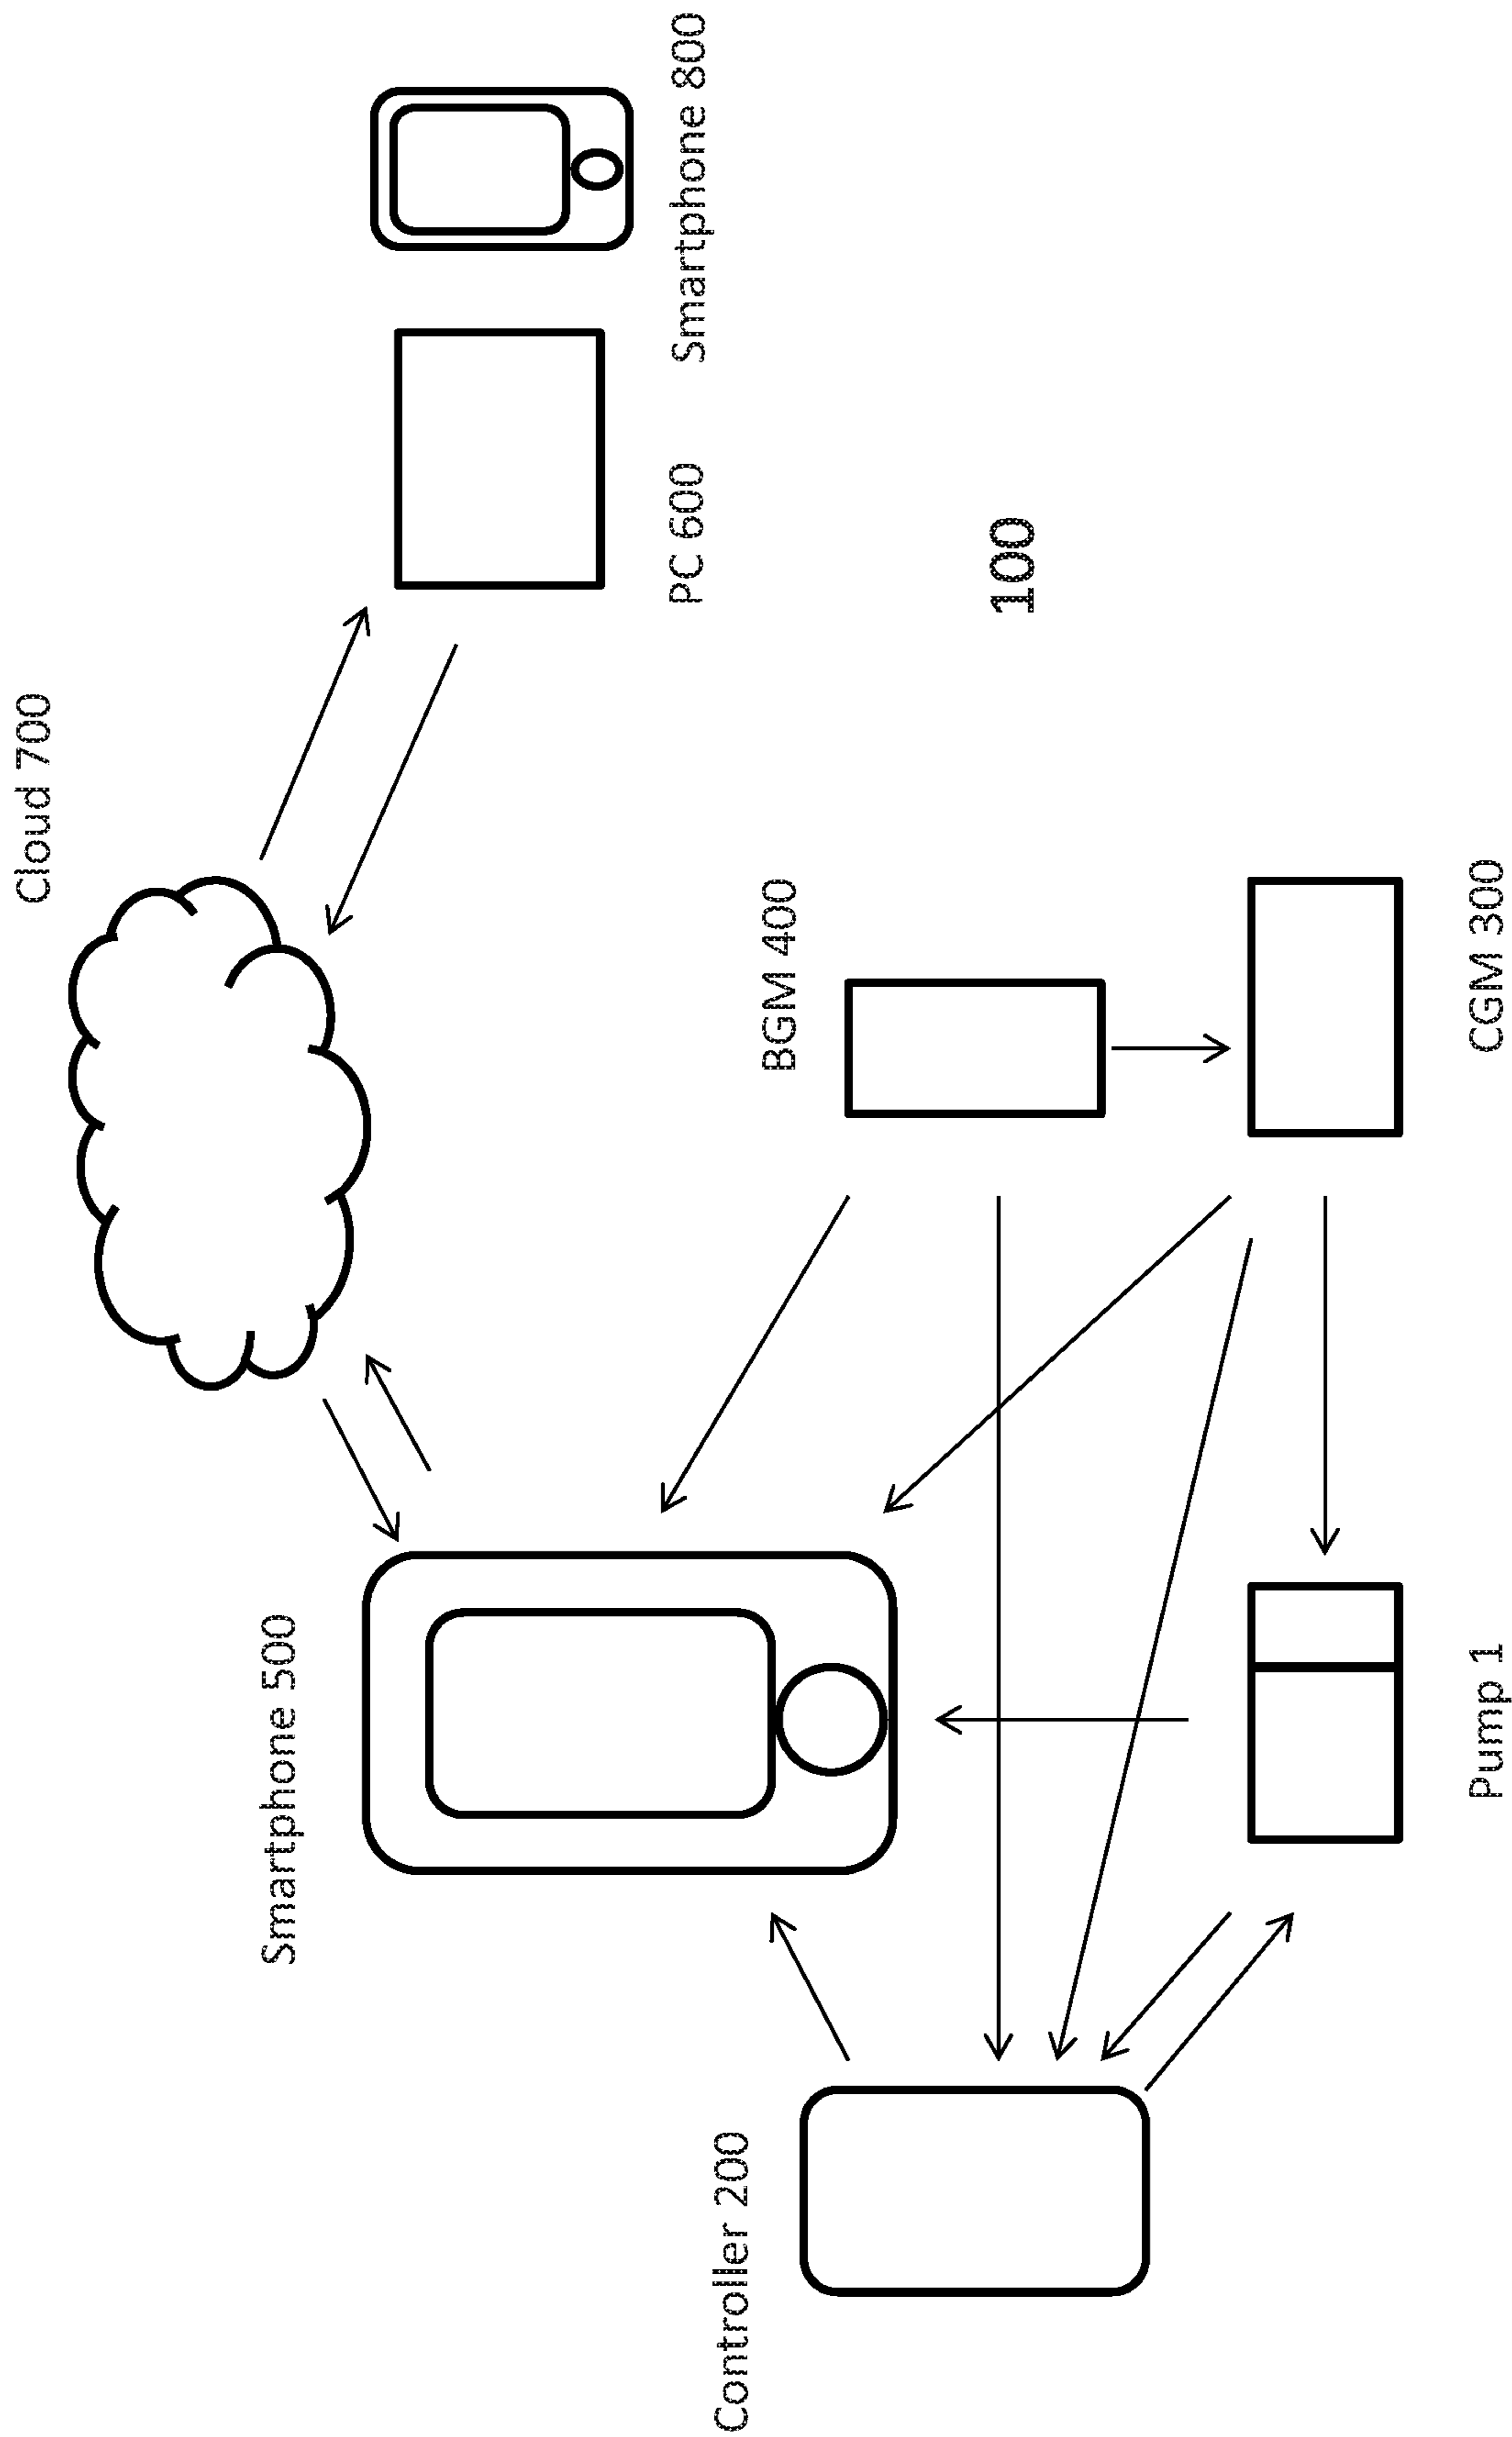 Cloud 700
Smartphone 500
Smartphone 800
PC 600
Controller 200
BGM 400
100
Pump 1
CGM 300